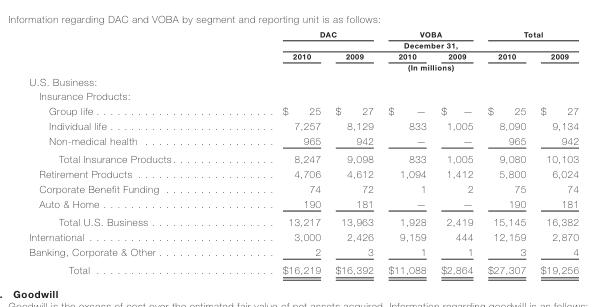 Information regarding DAC and VOBA by segment and reporting unit is as follows:
DAC VOBA Total
December 31,
2010 2009 2010 2009 2010 2009
(In millions)
U.S. Business:
Insurance Products:
Group life . . . . . . . . . . . . . . . . . . . . . . . . . . . $ 25 $ 27 $ — $ — $ 25 $ 27
Individual life . . . . . . . . . . . . . . . . . . . . . . . . . 7,257 8,129 833 1,005 8,090 9,134
Non-medical health . . . . . . . . . . . . . . . . . . . . 965 942 — — 965 942
Total Insurance Products . . . . . . . . . . . . . . . 8,247 9,098 833 1,005 9,080 10,103
Retirement Products . . . . . . . . . . . . . . . . . . . . . 4,706 4,612 1,094 1,412 5,800 6,024
Corporate Benefit Funding . . . . . . . . . . . . . . . . 74 72 1 2 75 74
Auto & Home . . . . . . . . . . . . . . . . . . . . . . . . . . 190 181 — — 190 181
Total U.S. Business . . . . . . . . . . . . . . . . . . 13,217 13,963 1,928 2,419 15,145 16,382
International . . . . . . . . . . . . . . . . . . . . . . . . . . . . 3,000 2,426 9,159 444 12,159 2,870
Banking, Corporate & Other . . . . . . . . . . . . . . . . . 2 3 1 1 3 4
Total . . . . . . . . . . . . . . . . . . . . . . . . . . . . $16,219 $16,392 $11,088 $2,864 $27,307 $19,256
. Goodwill
Goodwill is the excess of cost over the estimated fair value of net assets acquired. Information regarding goodwill is as follows: